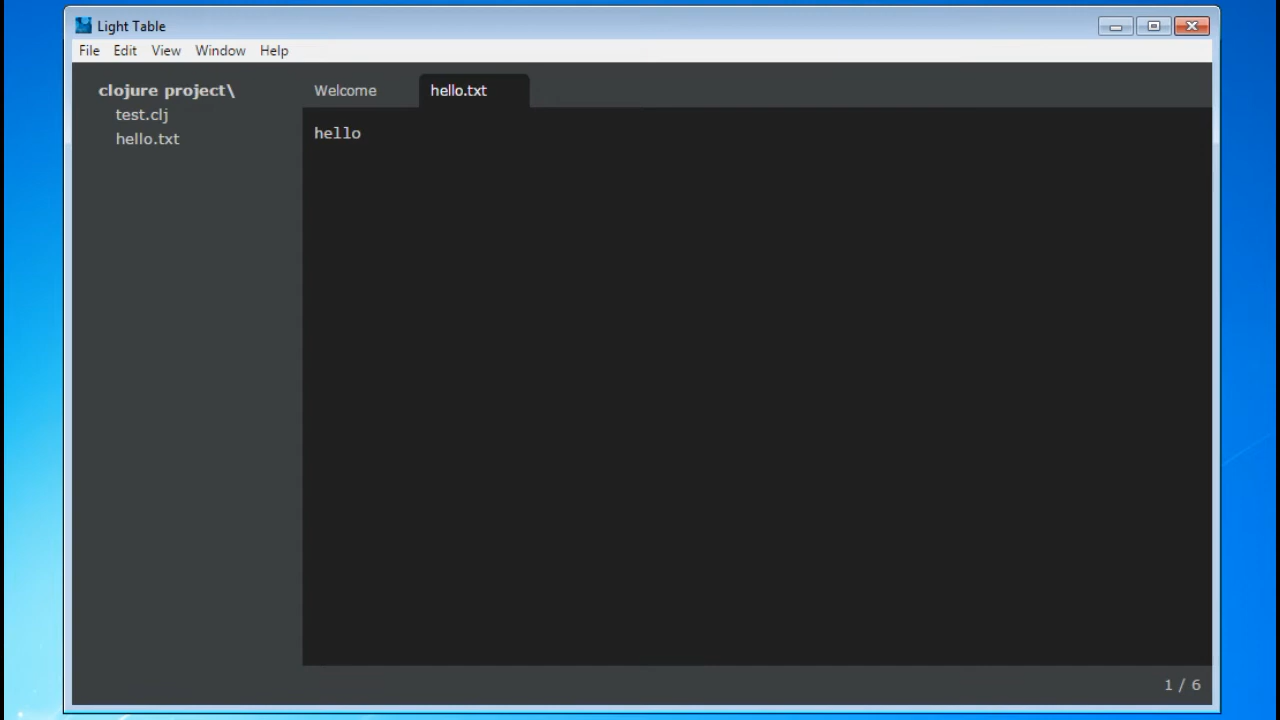 Light Table
File Edit View Window Help
clojure project\
test.clj
hello.txt
Welcome hello.txt
hello
1 / 6